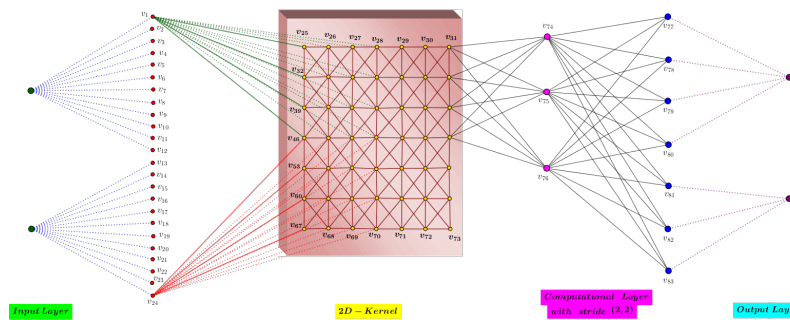 v1
v2
v3
v4
v5
v6
v7
v8
v9
v10
v11
v12
v13
v14
v15
v16
v17
v18
v19
v20
v21
v22
v23
v24
v25
v26
v27
v28
v29
v30
v31
v32
v39
v46
v53
v60
v67
v68
v69
v70
v71
v72
v73
v74
v75
v76
v77
v78
v79
v80
v81
v82
v83
Input Layer
2D − Kernel
Computational Layer
with stride (2, 2)
Output Lay